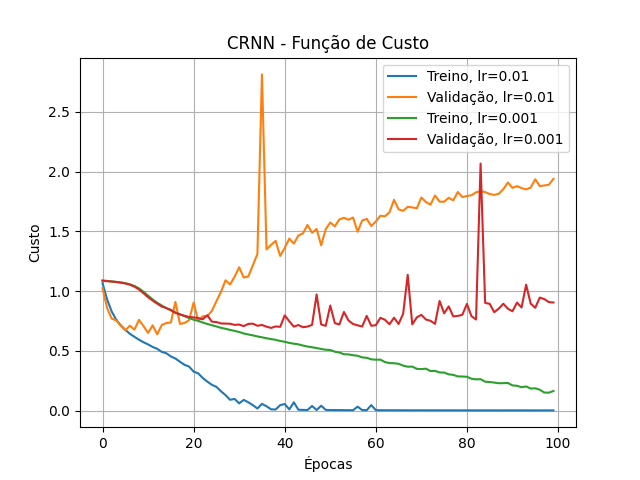 CRNN - Função de Custo
Treino, lr=0.01
Validação, lr=0.01
Treino, lr=0.001
Validação, lr=0.001
2.5
2.0
1.5
1.0
0.5
0.0
Custo
0 20 40 60 80 100
Épocas